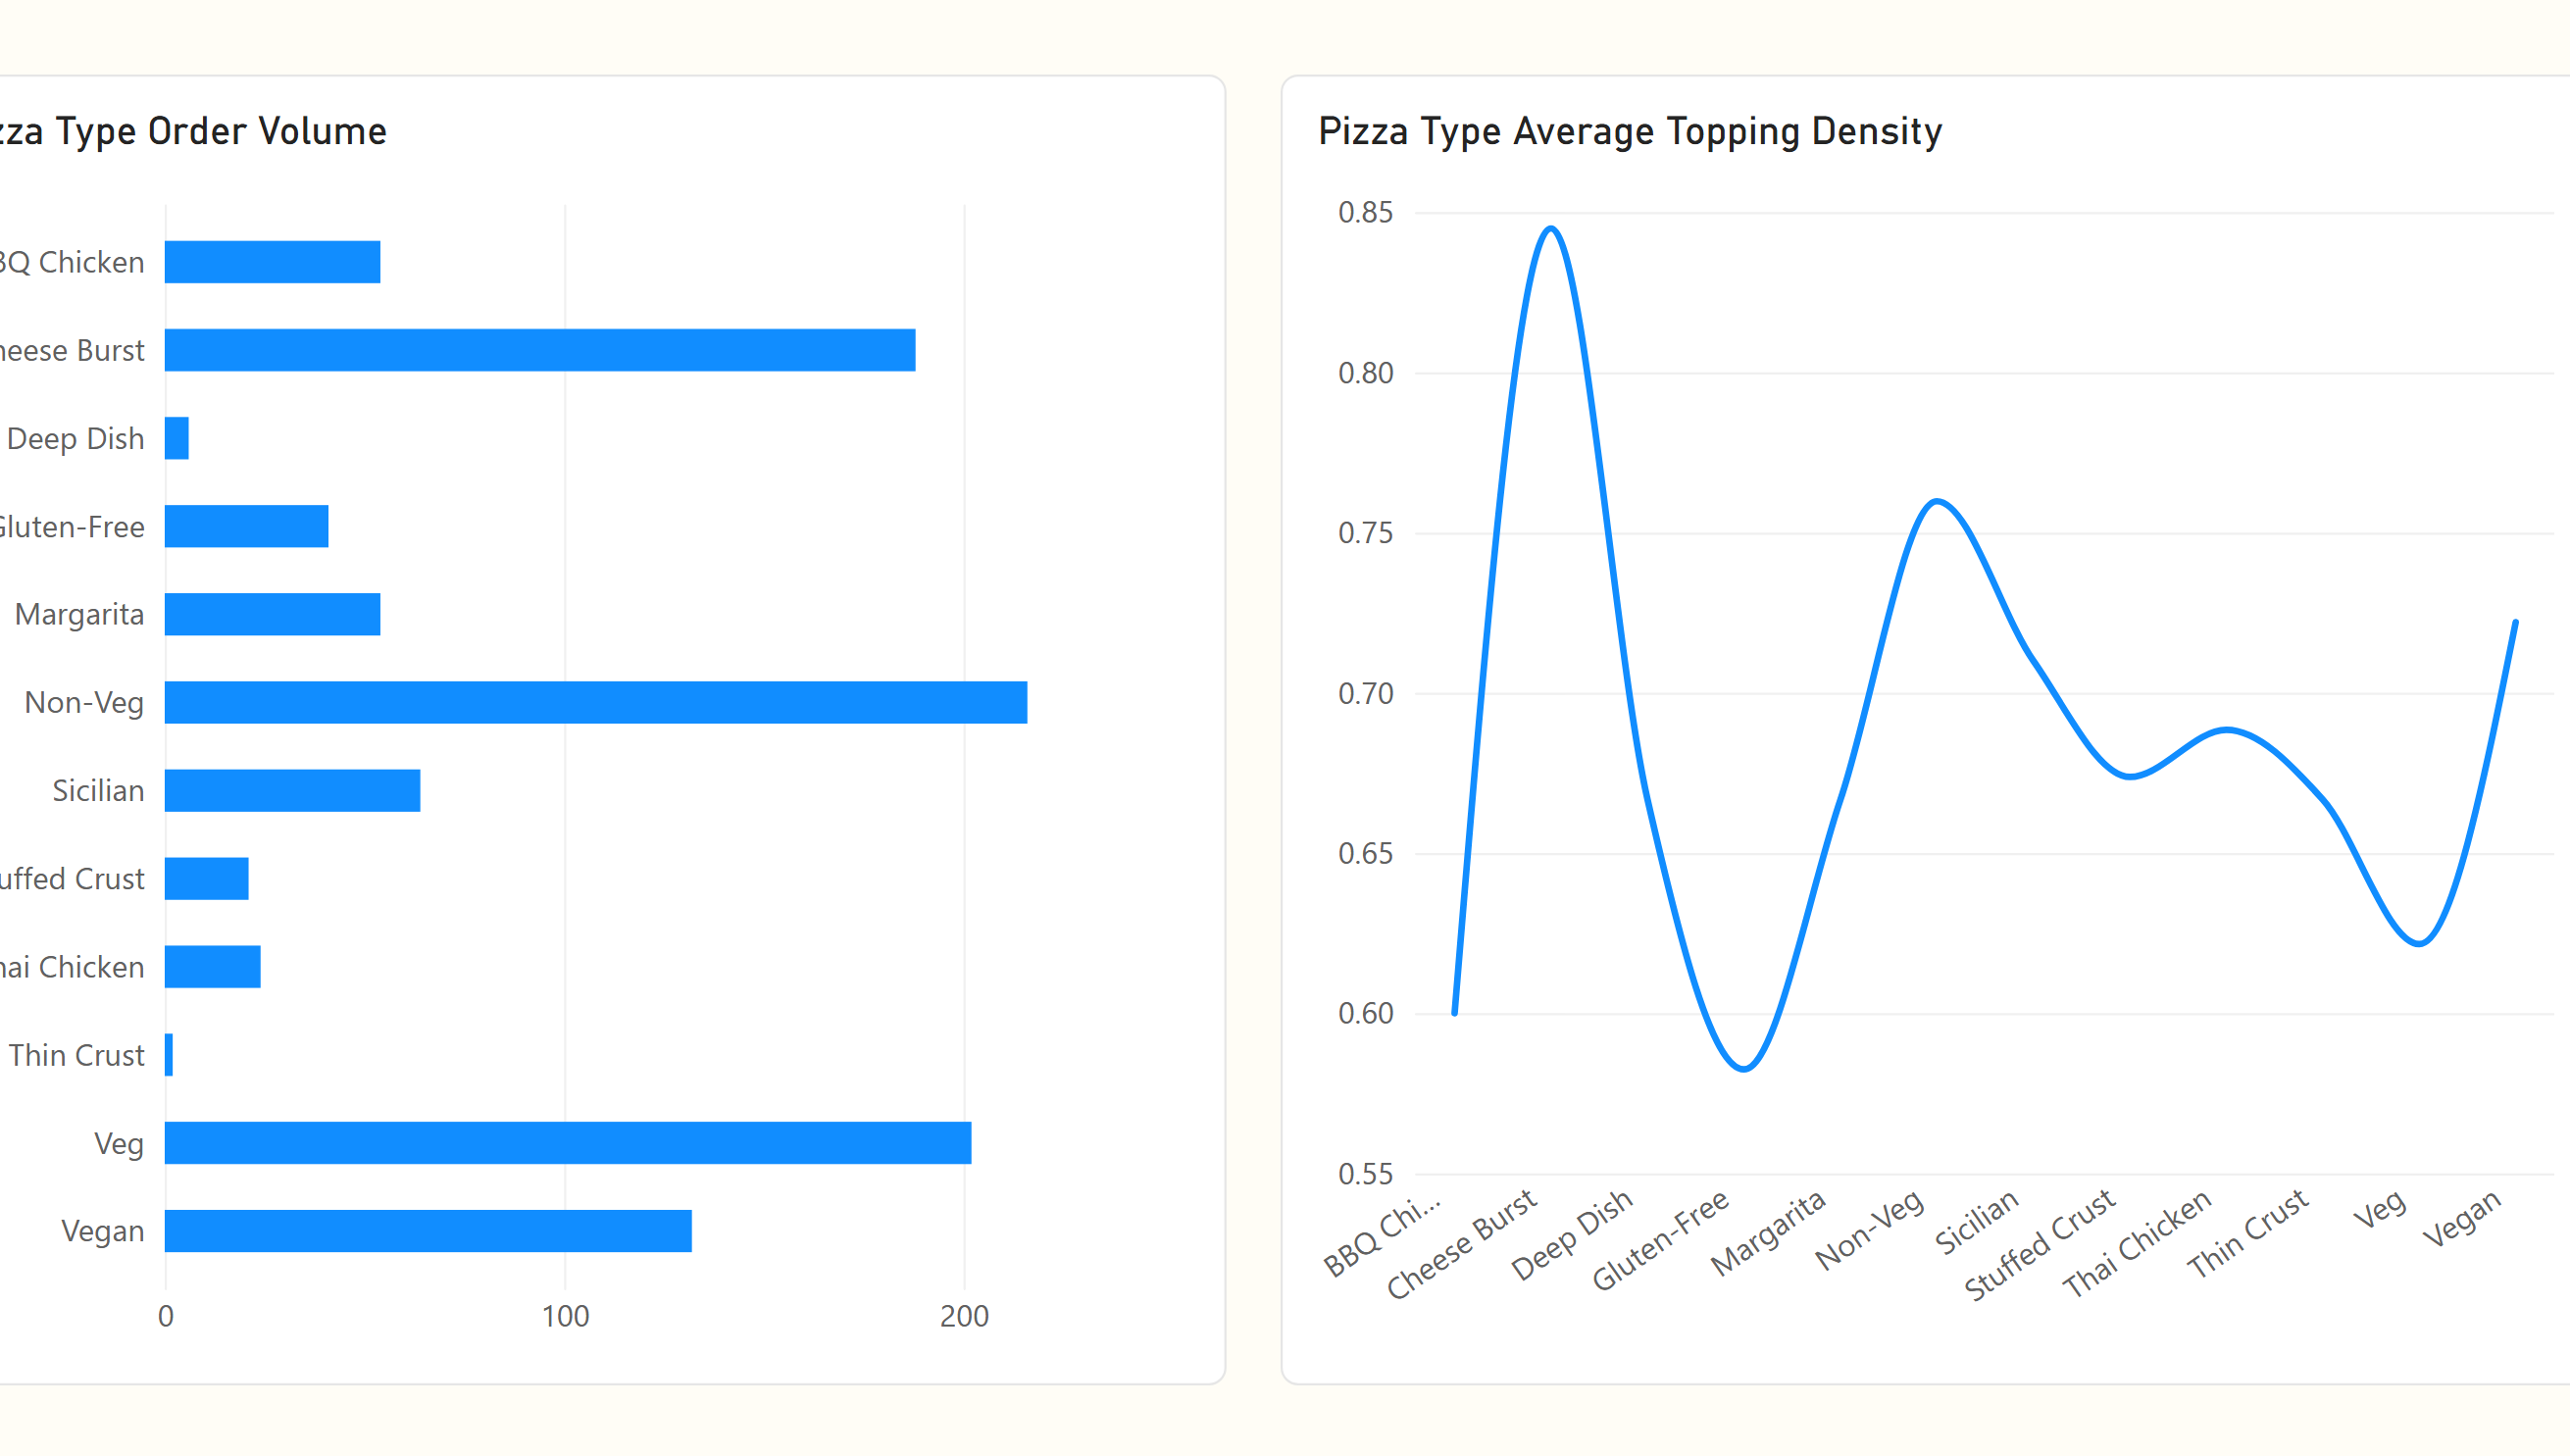 zza Type Order Volume
BQ Chicken
heese Burst
Deep Dish
Gluten-Free
Margarita
Non-Veg
Sicilian
uffed Crust
hai Chicken
Thin Crust
Veg
Vegan
0 100 200
Pizza Type Average Topping Density
0.85
0.80
0.75
0.70
0.65
0.60
0.55
BBQ Chi...
Cheese Burst
Deep Dish
Gluten-Free
Margarita
Non-Veg
Sicilian
Stuffed Crust
Thai Chicken
Thin Crust
Veg
Vegan